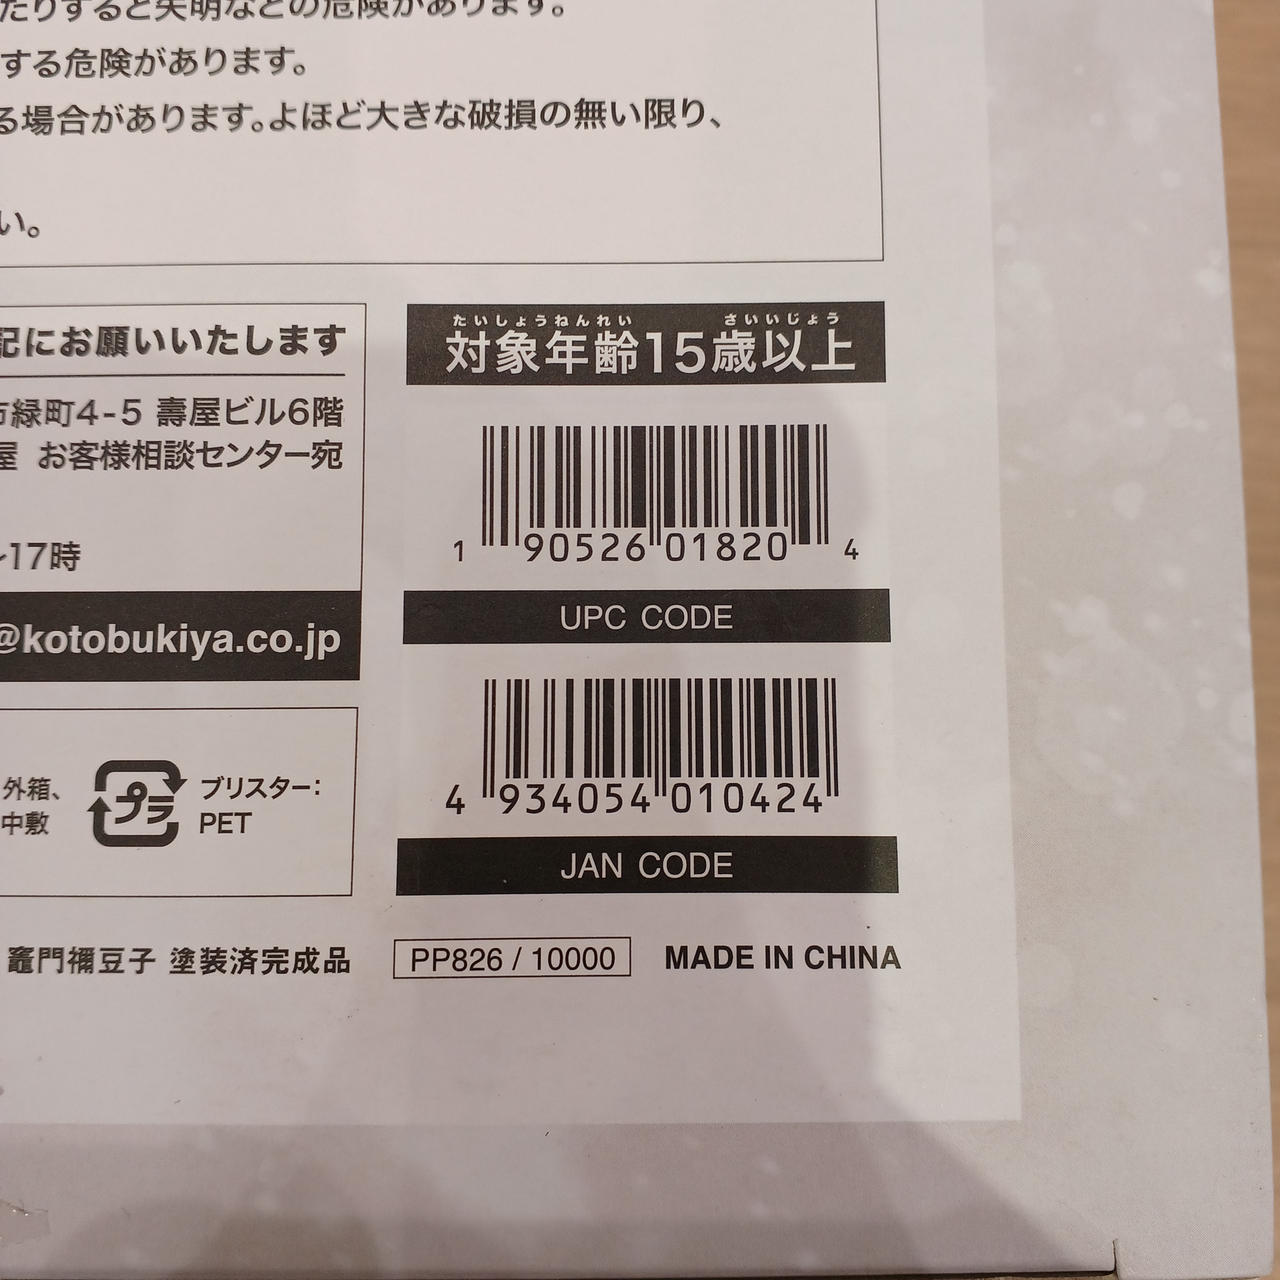 たりすると失明などの危険があります。
する危険があります。
る場合があります。よほど大きな破損の無い限り、
い。
記にお願いいたします
市緑町4-5 壽屋ビル6階
屋 お客様相談センター宛
~17時
@kotobukiya.co.jp
外箱、
中敷
プラ
ブリスター:
PET
竈門禰豆子 塗装済完成品
たいしょうねんれい さいいじょう
対象年齢15歳以上
1 90526 01820 4
UPC CODE
4 934054 010424
JAN CODE
PP826 / 10000 MADE IN CHINA